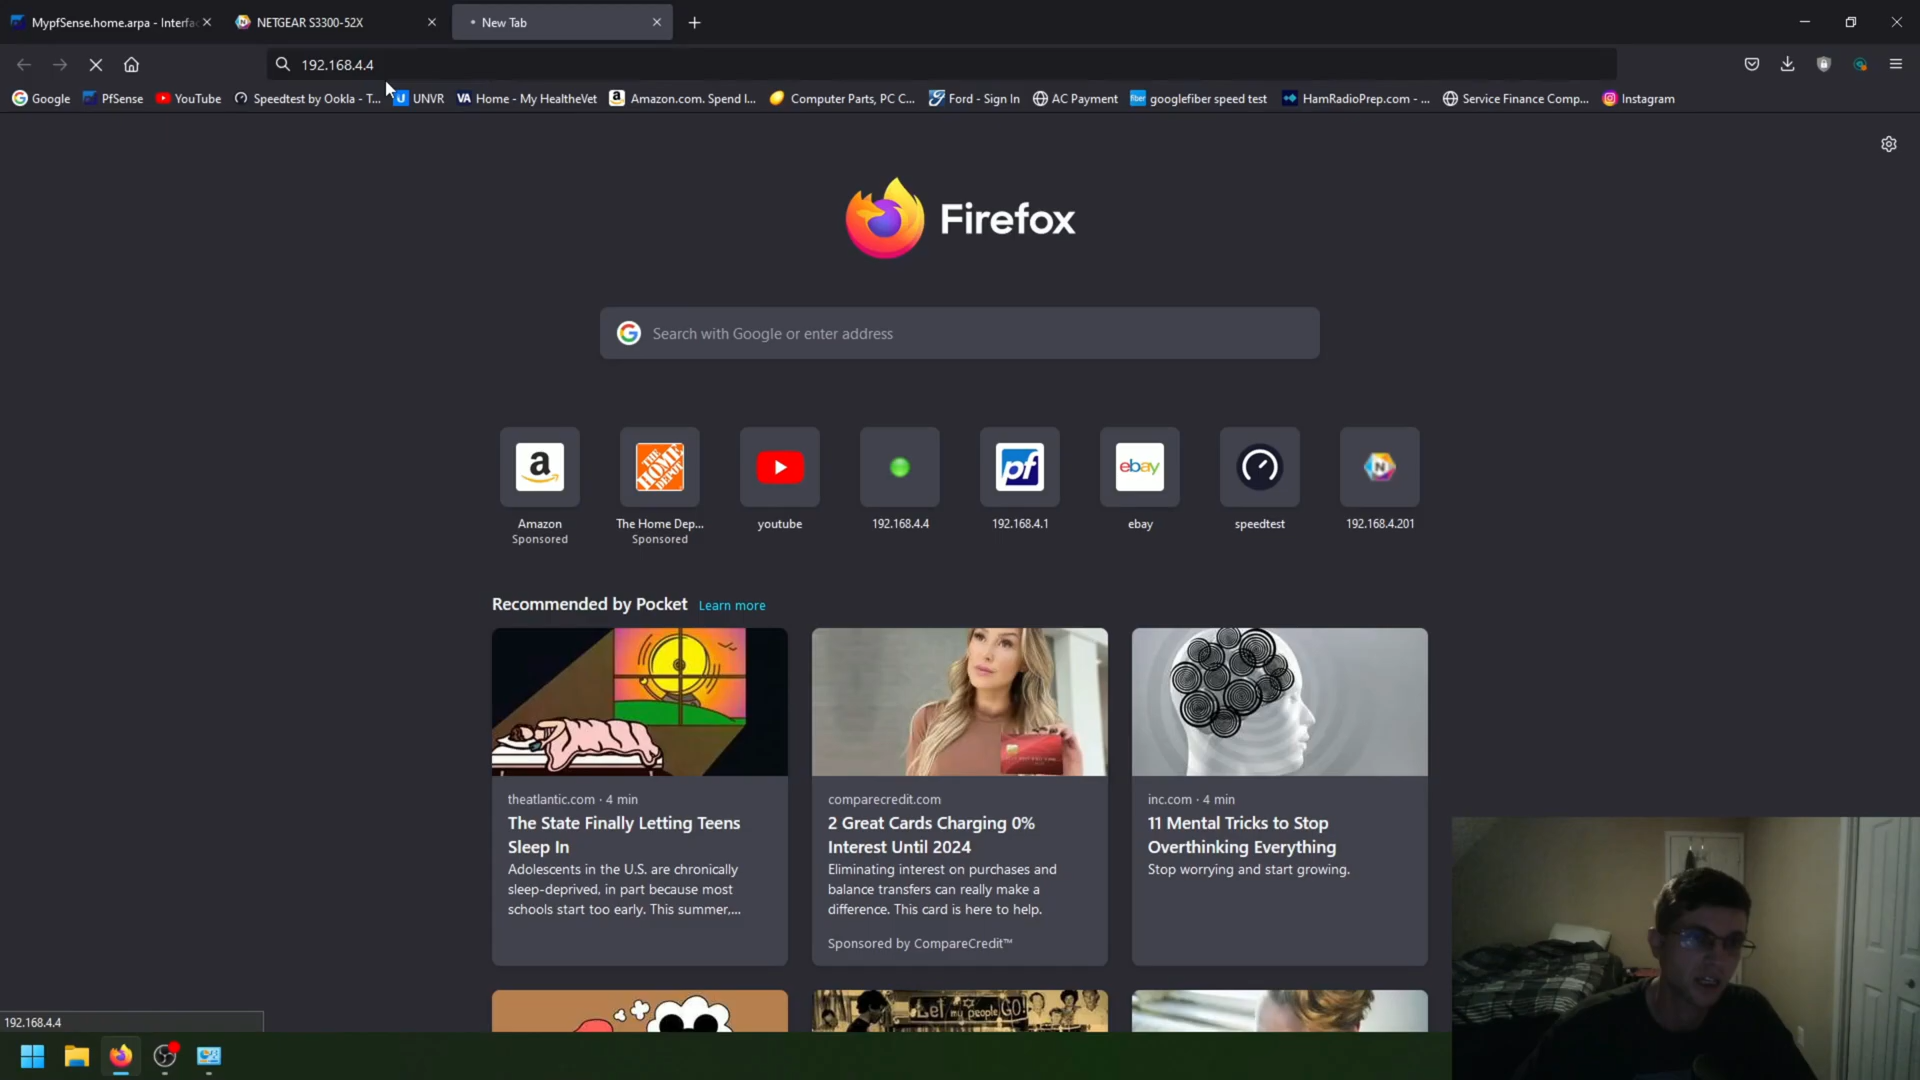 MypfSense.home.arpa - Interfac
NETGEAR S3300-52X
New Tab
192.168.4.4
Google
PfSense
YouTube
Speedtest by Ookla - T...
UNVR
Home - My HealtheVet
Amazon.com. Spend l...
Computer Parts, PC C...
Ford - Sign In
AC Payment
googlefiber speed test
HamRadioPrep.com - ...
Service Finance Comp...
Instagram
Firefox
Search with Google or enter address
Amazon
Sponsored
The Home Dep...
Sponsored
youtube
192.168.4.4
192.168.4.1
ebay
speedtest
192.168.4.201
Recommended by Pocket Learn more
theatlantic.com · 4 min
The State Finally Letting Teens
Sleep In
Adolescents in the U.S. are chronically
sleep-deprived, in part because most
schools start too early. This summer,...
comparecredit.com
2 Great Cards Charging 0%
Interest Until 2024
Eliminating interest on purchases and
balance transfers can really make a
difference. This card is here to help.
Sponsored by CompareCredit™
inc.com · 4 min
11 Mental Tricks to Stop
Overthinking Everything
Stop worrying and start growing.
Let my people GO!
192.168.4.4